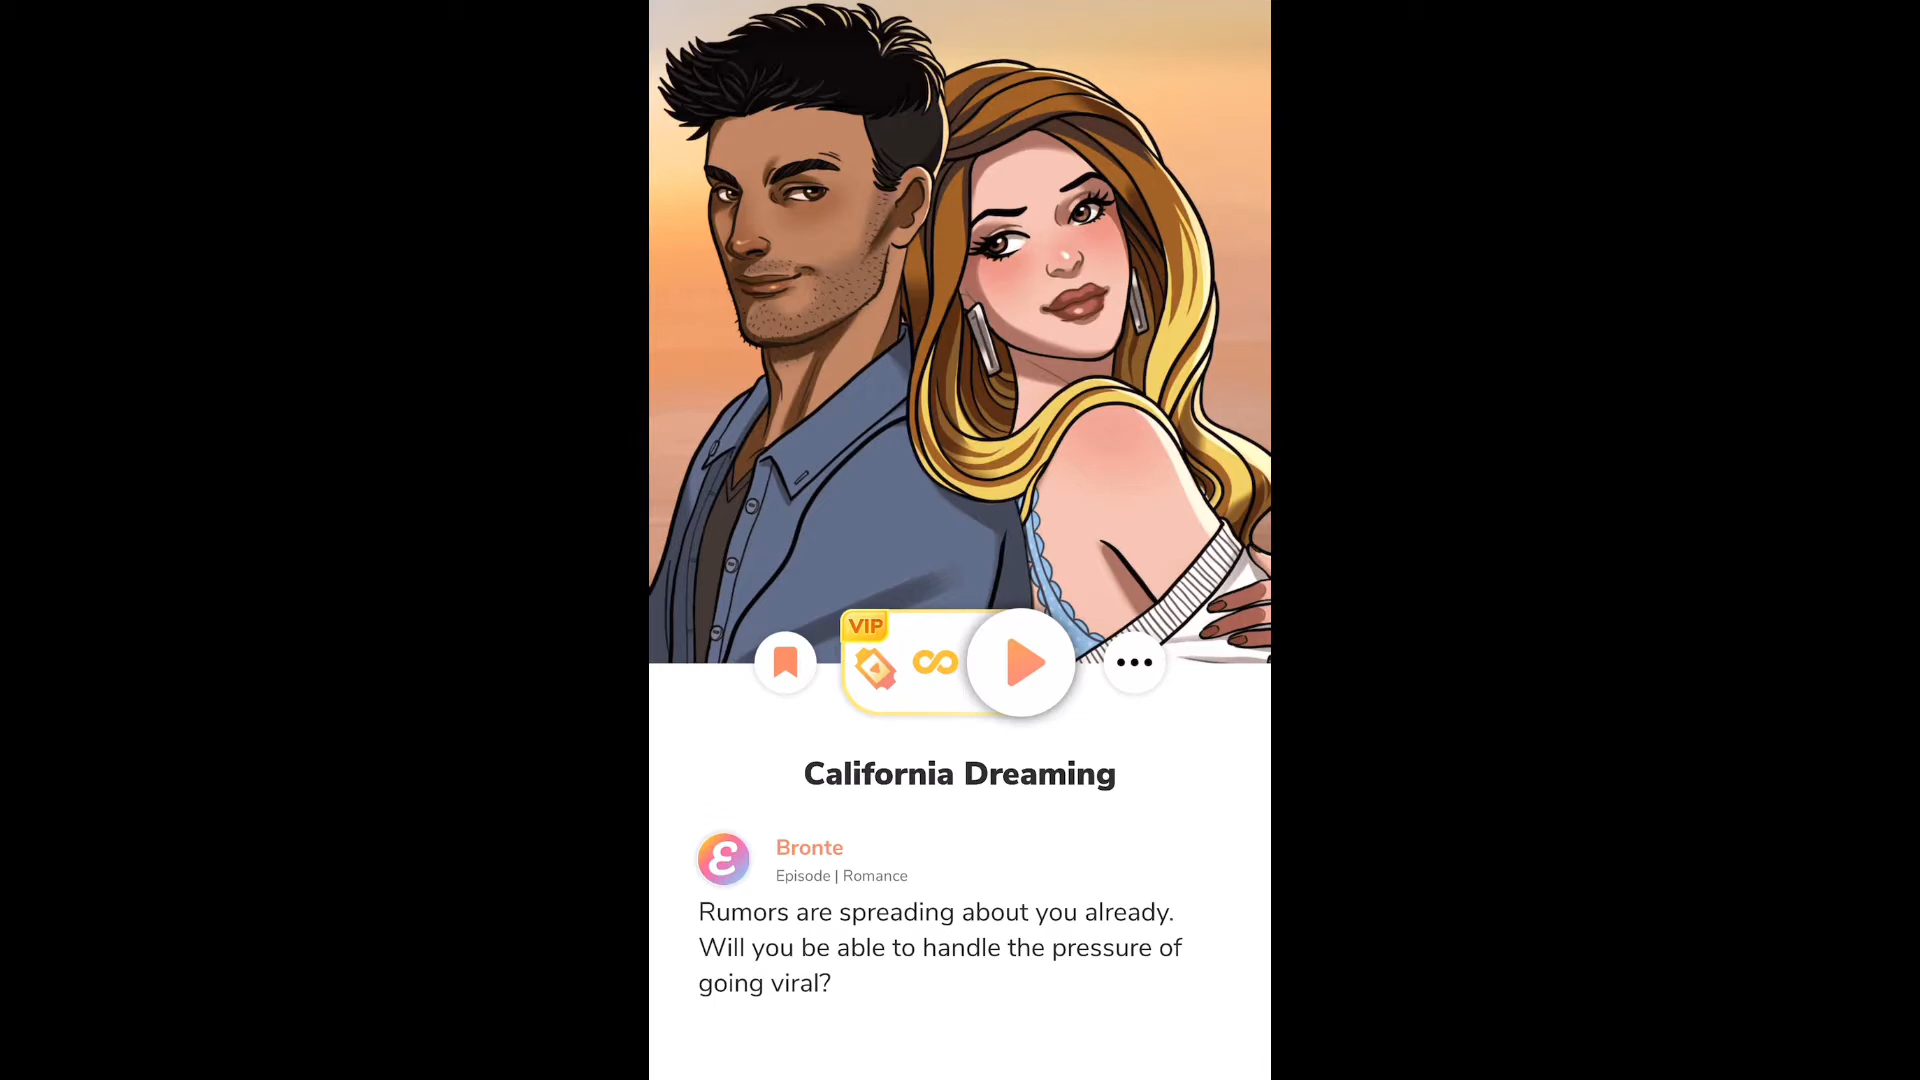 VIP
California Dreaming
Bronte
Episode | Romance
Rumors are spreading about you already.
Will you be able to handle the pressure of
going viral?